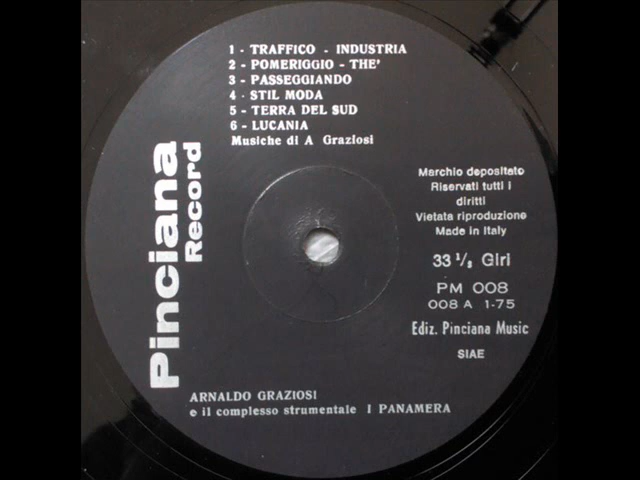 1 - TRAFFICO - INDUSTRIA
2 - POMERIGGIO - THE'
3 - PASSEGGIANDO
4 - STIL MODA
5 - TERRA DEL SUD
6 - LUCANIA
Musiche di A Graziosi
Pinciana
Record
Marchio depositato
Riservati tutti i
diritti
Vietata riproduzione
Made in Italy
33 ⅓ Giri
PM 008
008 A 1-75
Ediz. Pinciana Music
SIAE
ARNALDO GRAZIOSI
e il complesso strumentale I PANAMERA